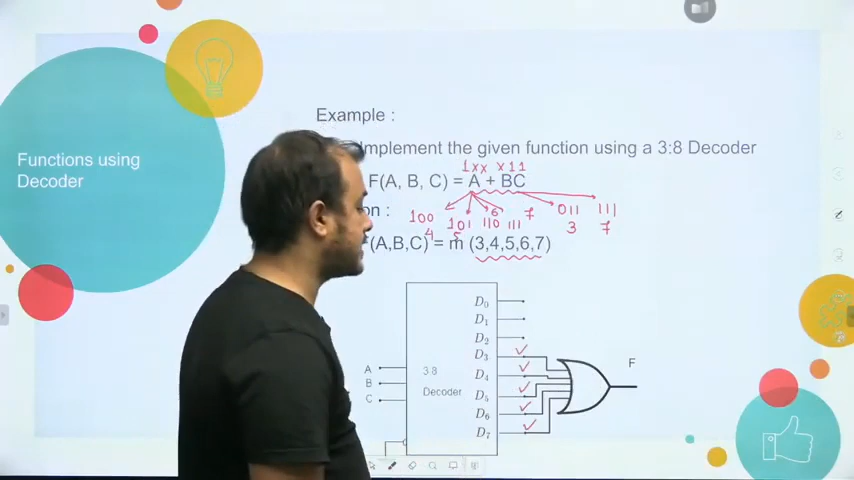 Functions using
Decoder
Example :
Implement the given function using a 3:8 Decoder
1xx x11
F(A, B, C) = A + BC
on :
100 101 110 111 011 111
4 5 6 7 3 7
(A,B,C) = m (3,4,5,6,7)
D0
D1
D2
D3
D4
D5
D6
D7
A
B
C
3:8
Decoder
F